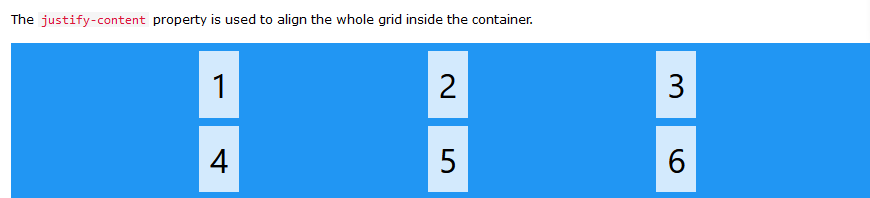 The justify-content property is used to align the whole grid inside the container.
1 2 3
4 5 6